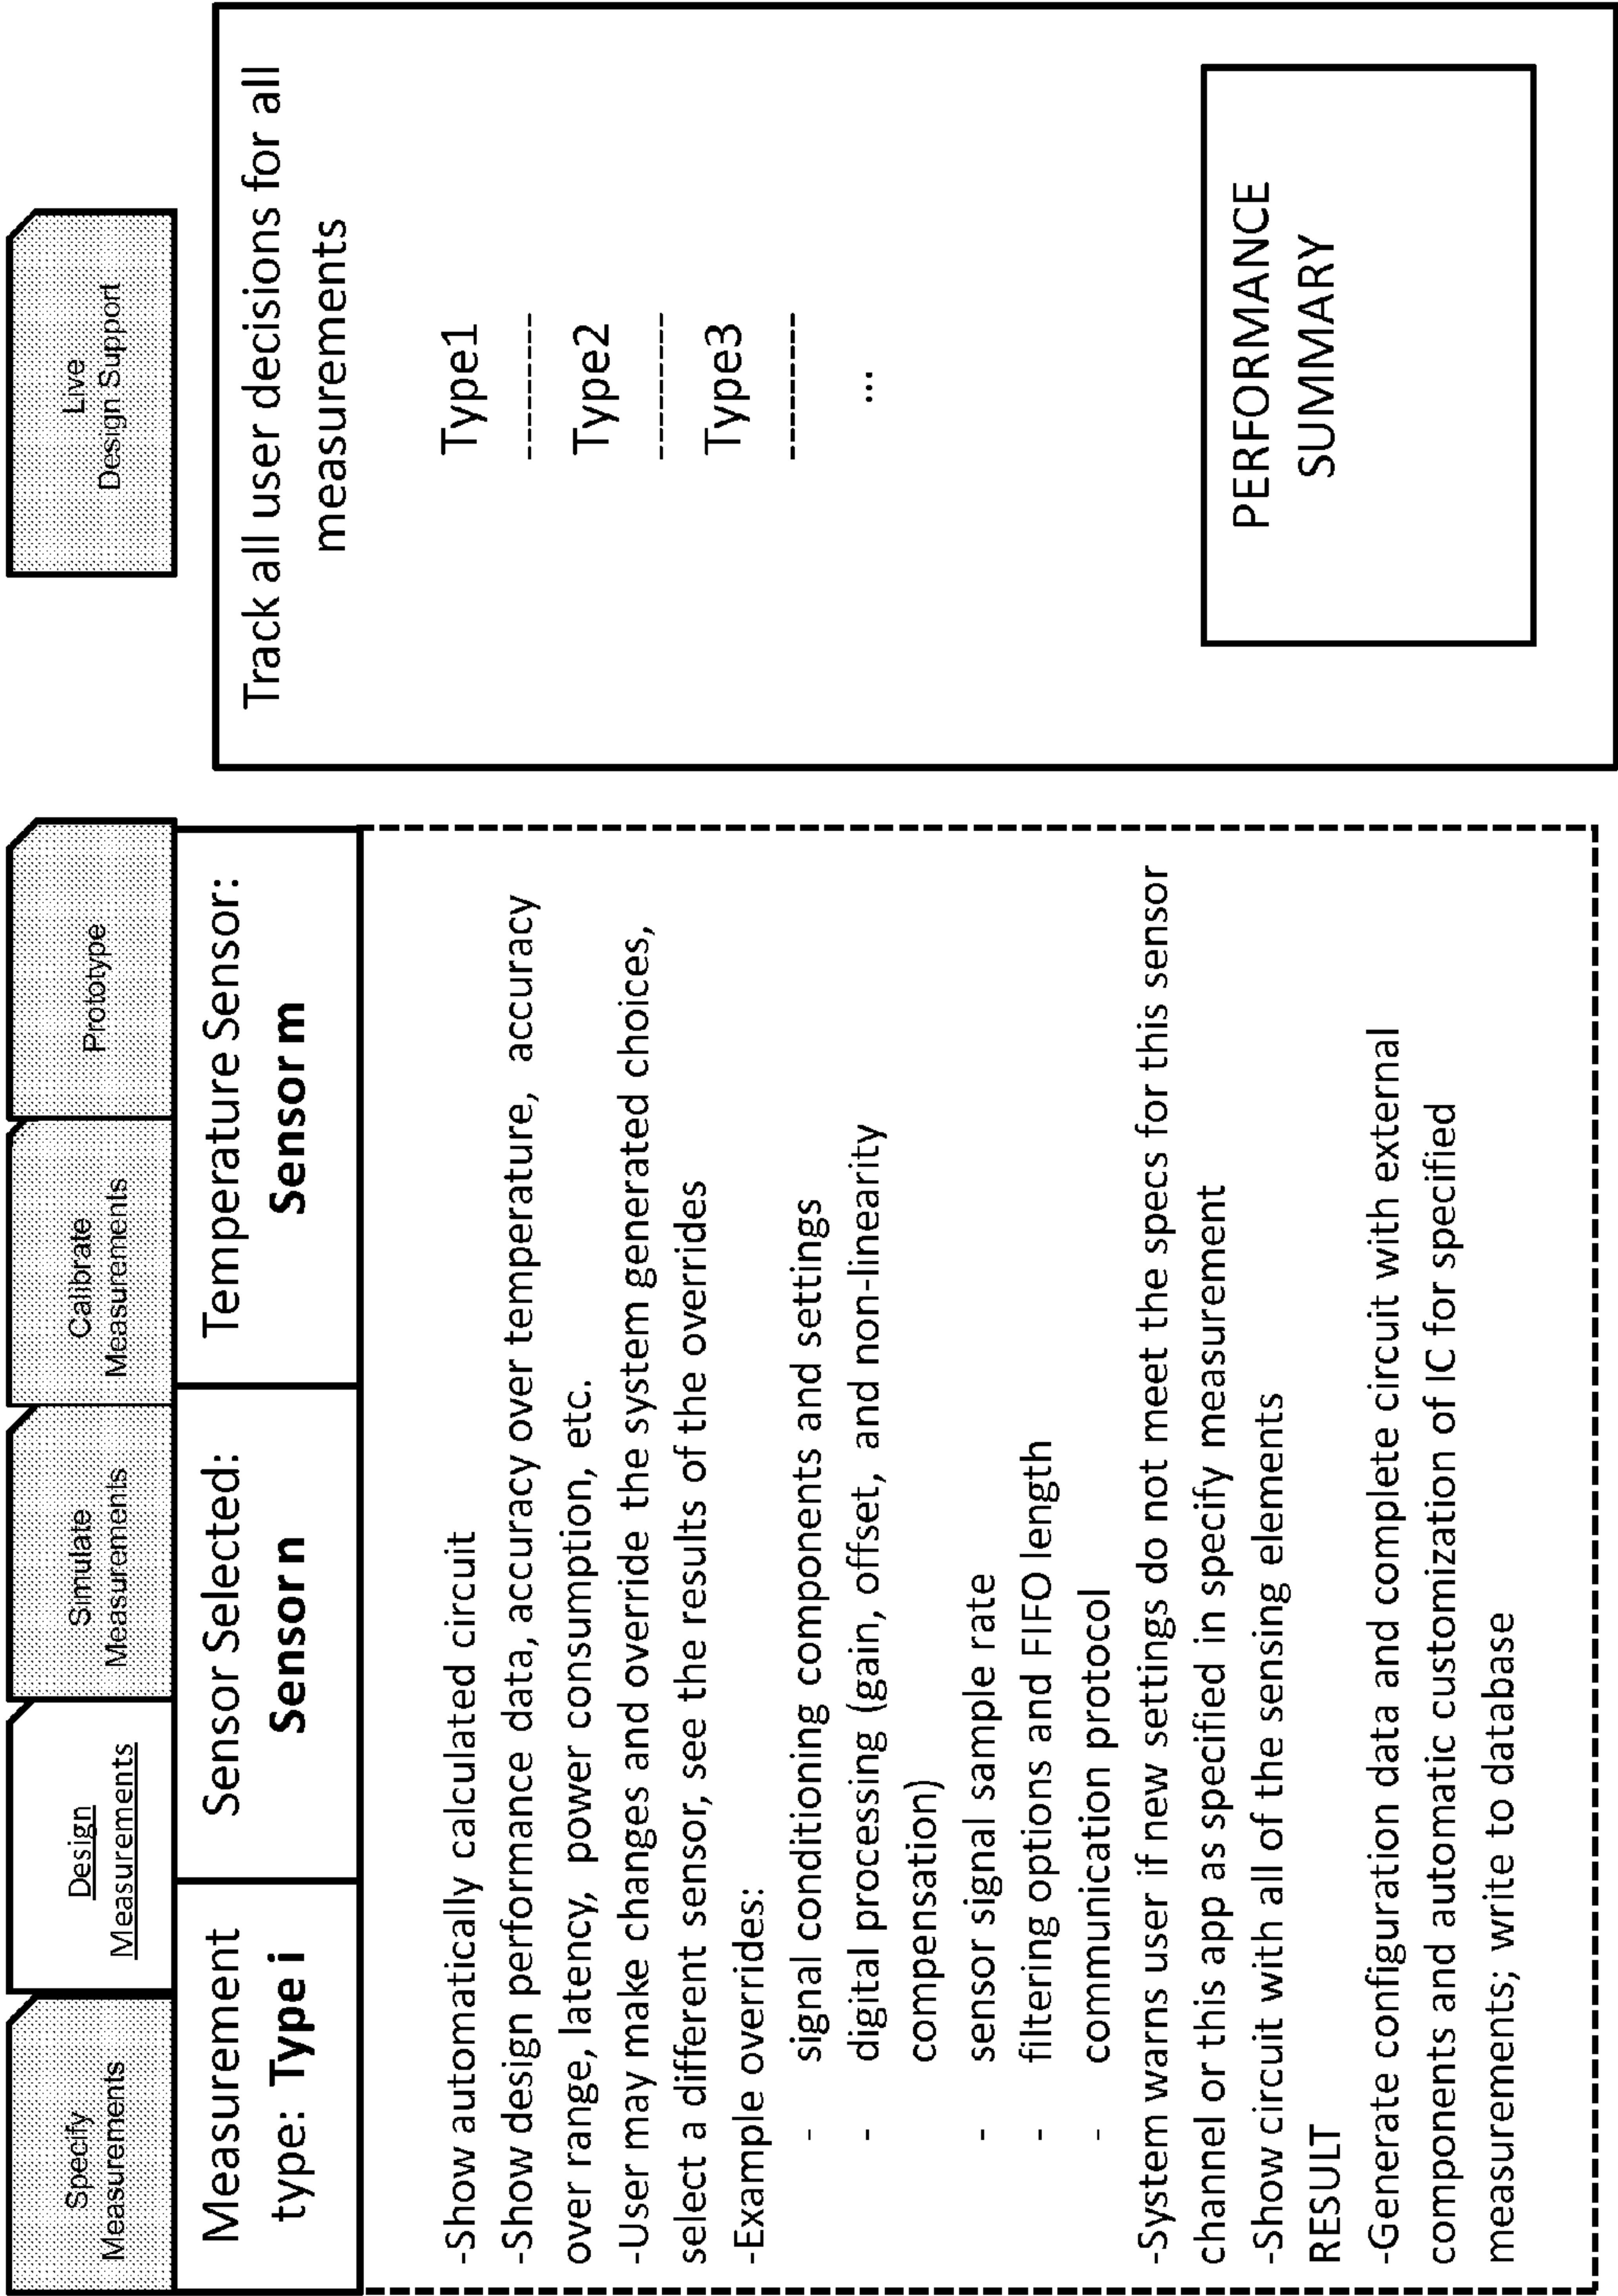 Specify
Measurements
Design
Measurements
Simulate
Measurements
Calibrate
Measurements
Prototype
Live
Design Support
Measurement
type: Type i
Sensor Selected:
Sensor n
Temperature Sensor:
Sensor m
-Show automatically calculated circuit
-Show design performance data, accuracy over temperature, accuracy
over range, latency, power consumption, etc.
-User may make changes and override the system generated choices,
select a different sensor, see the results of the overrides
-Example overrides:
- signal conditioning components and settings
- digital processing (gain, offset, and non-linearity
compensation)
- sensor signal sample rate
- filtering options and FIFO length
- communication protocol
-System warns user if new settings do not meet the specs for this sensor
channel or this app as specified in specify measurement
-Show circuit with all of the sensing elements
RESULT
-Generate configuration data and complete circuit with external
components and automatic customization of IC for specified
measurements; write to database
Track all user decisions for all
measurements
Type1
Type2
Type3
...
PERFORMANCE
SUMMARY